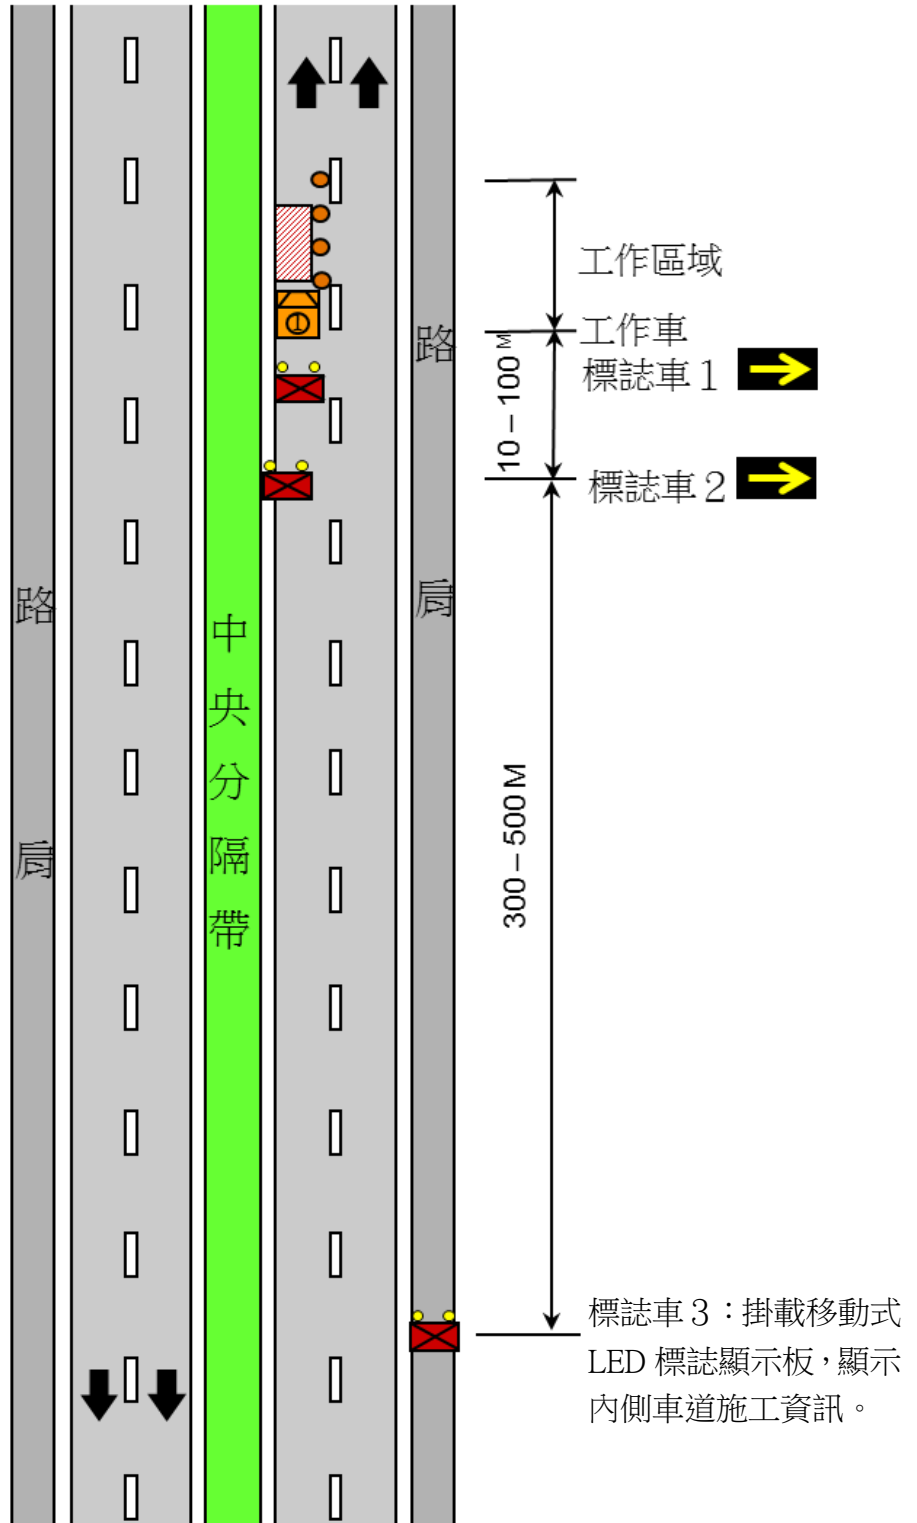 工作區域
工作車
標誌車1
10–100 M
標誌車2
路肩
路肩
中央分隔帶
300–500 M
標誌車3：掛載移動式
LED 標誌顯示板，顯示
內側車道施工資訊。
1